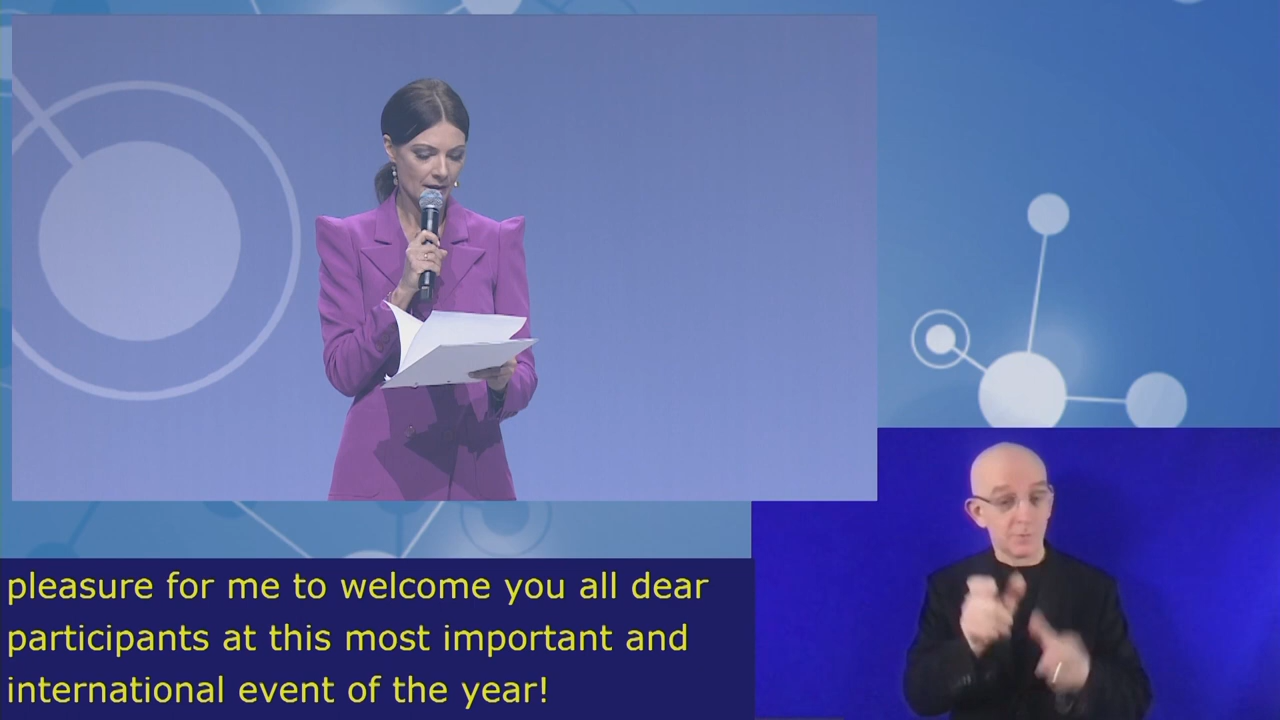 pleasure for me to welcome you all dear
participants at this most important and
international event of the year!